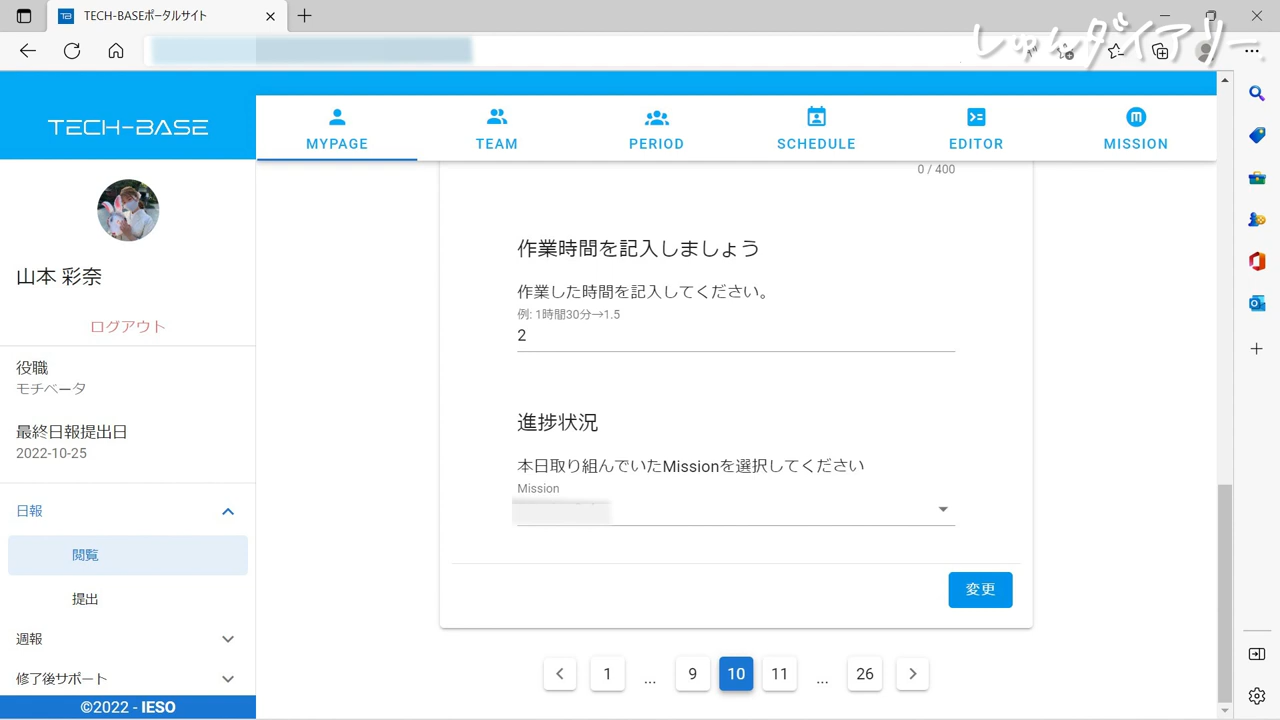 TECH-BASEポータルサイト
しゅんダイアリー
TECH-BASE
MYPAGE
TEAM
PERIOD
SCHEDULE
EDITOR
MISSION
山本 彩奈
ログアウト
役職
モチベータ
最終日報提出日
2022-10-25
日報
閲覧
提出
週報
修了後サポート
©2022 - IESO
0 / 400
作業時間を記入しましょう
作業した時間を記入してください。
例: 1時間30分→1.5
2
進捗状況
本日取り組んでいたMissionを選択してください
Mission
変更
1 ... 9 10 11 ... 26